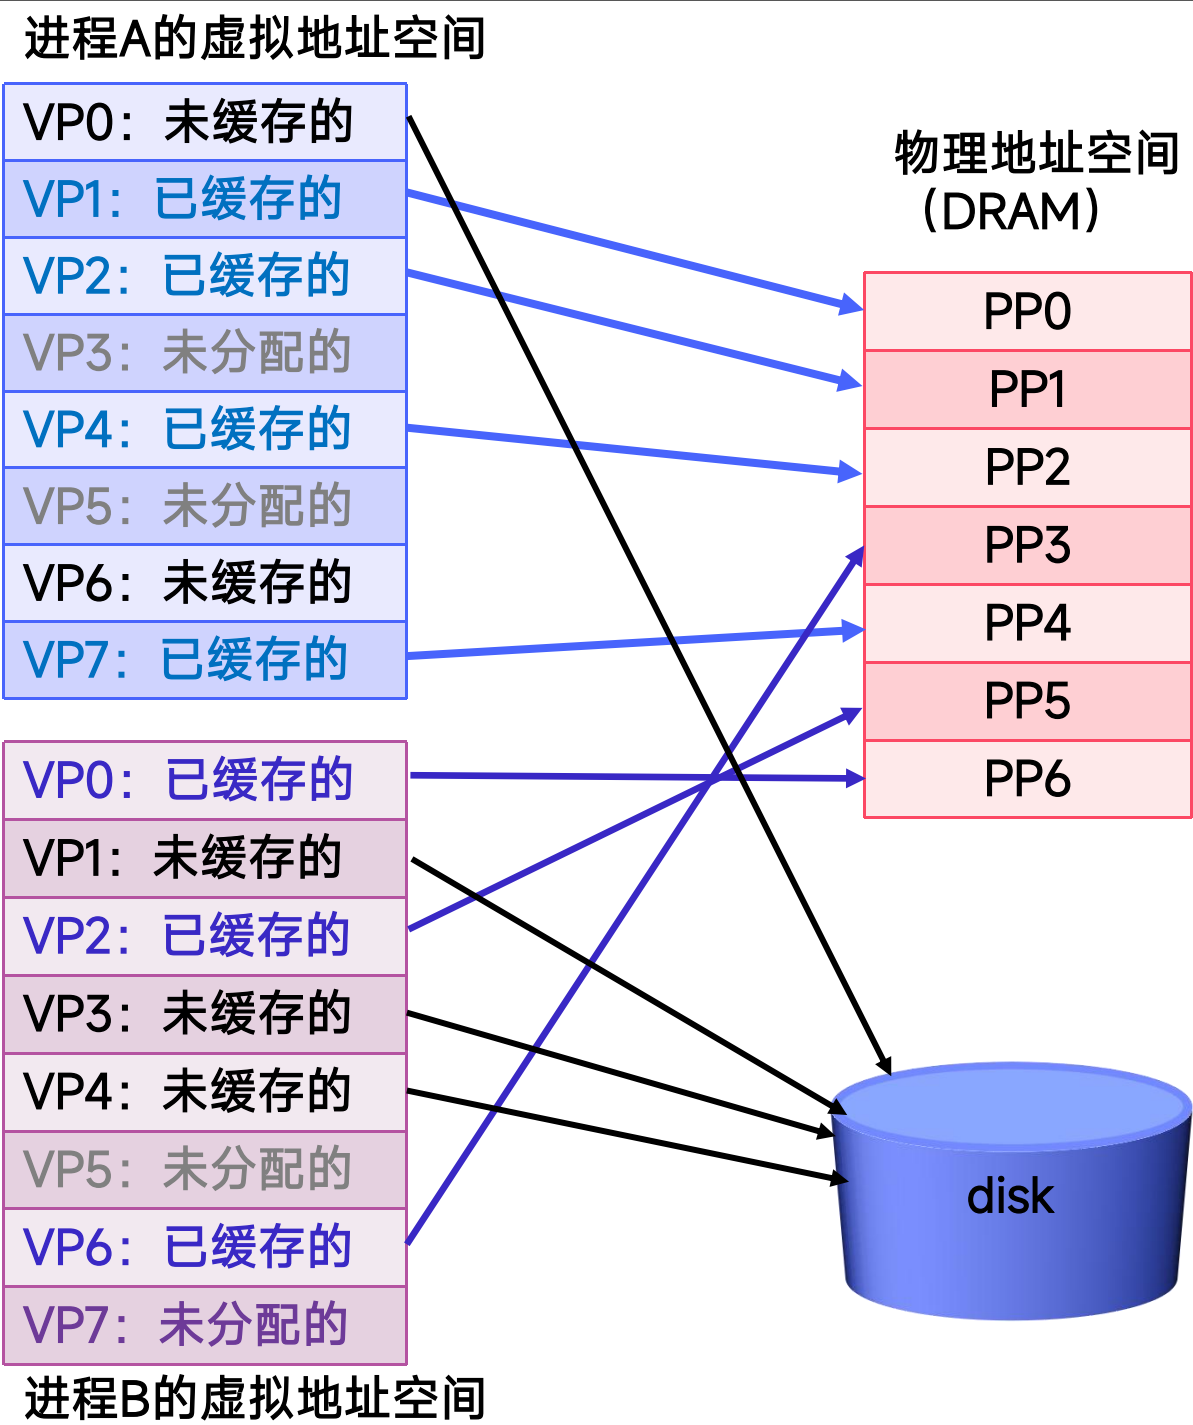 进程A的虚拟地址空间
VP0：未缓存的
VP1：已缓存的
VP2：已缓存的
VP3：未分配的
VP4：已缓存的
VP5：未分配的
VP6：未缓存的
VP7：已缓存的
物理地址空间
（DRAM）
PP0
PP1
PP2
PP3
PP4
PP5
PP6
VP0：已缓存的
VP1：未缓存的
VP2：已缓存的
VP3：未缓存的
VP4：未缓存的
VP5：未分配的
VP6：已缓存的
VP7：未分配的
进程B的虚拟地址空间
disk